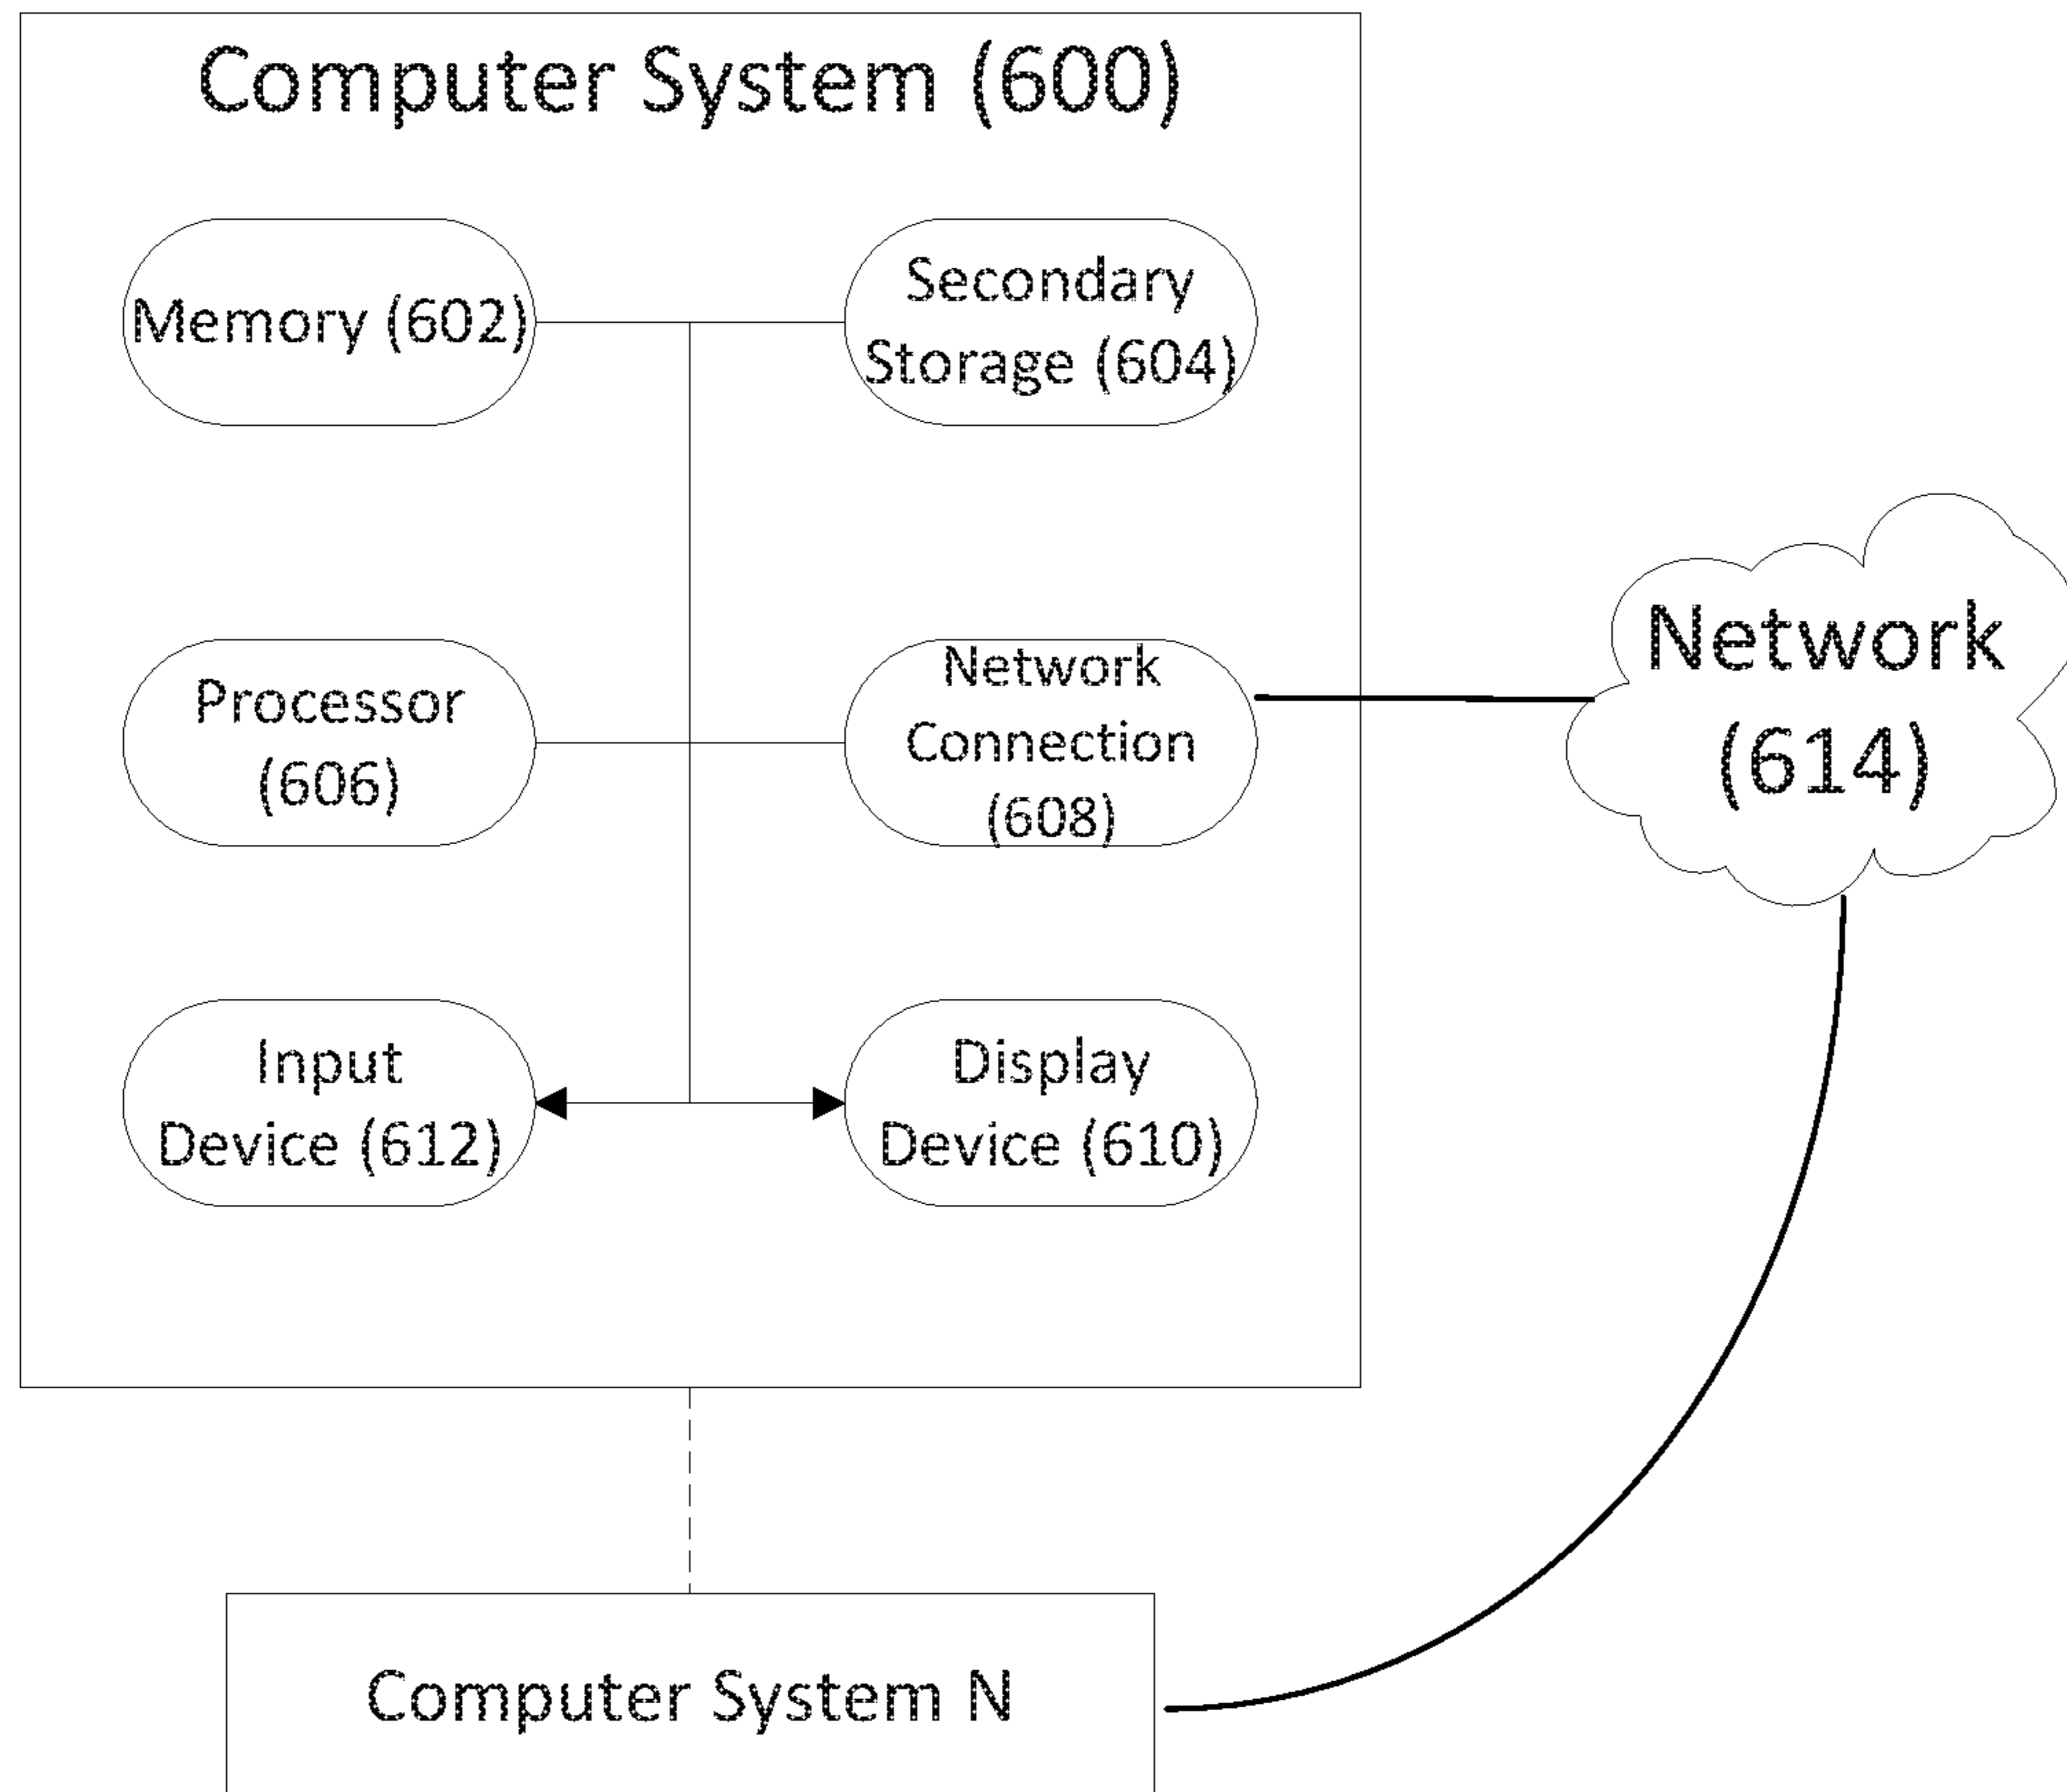 Computer System (600)
Memory (602)
Secondary
Storage (604)
Processor
(606)
Network
Connection
(608)
Network
(614)
Input
Device (612)
Display
Device (610)
Computer System N